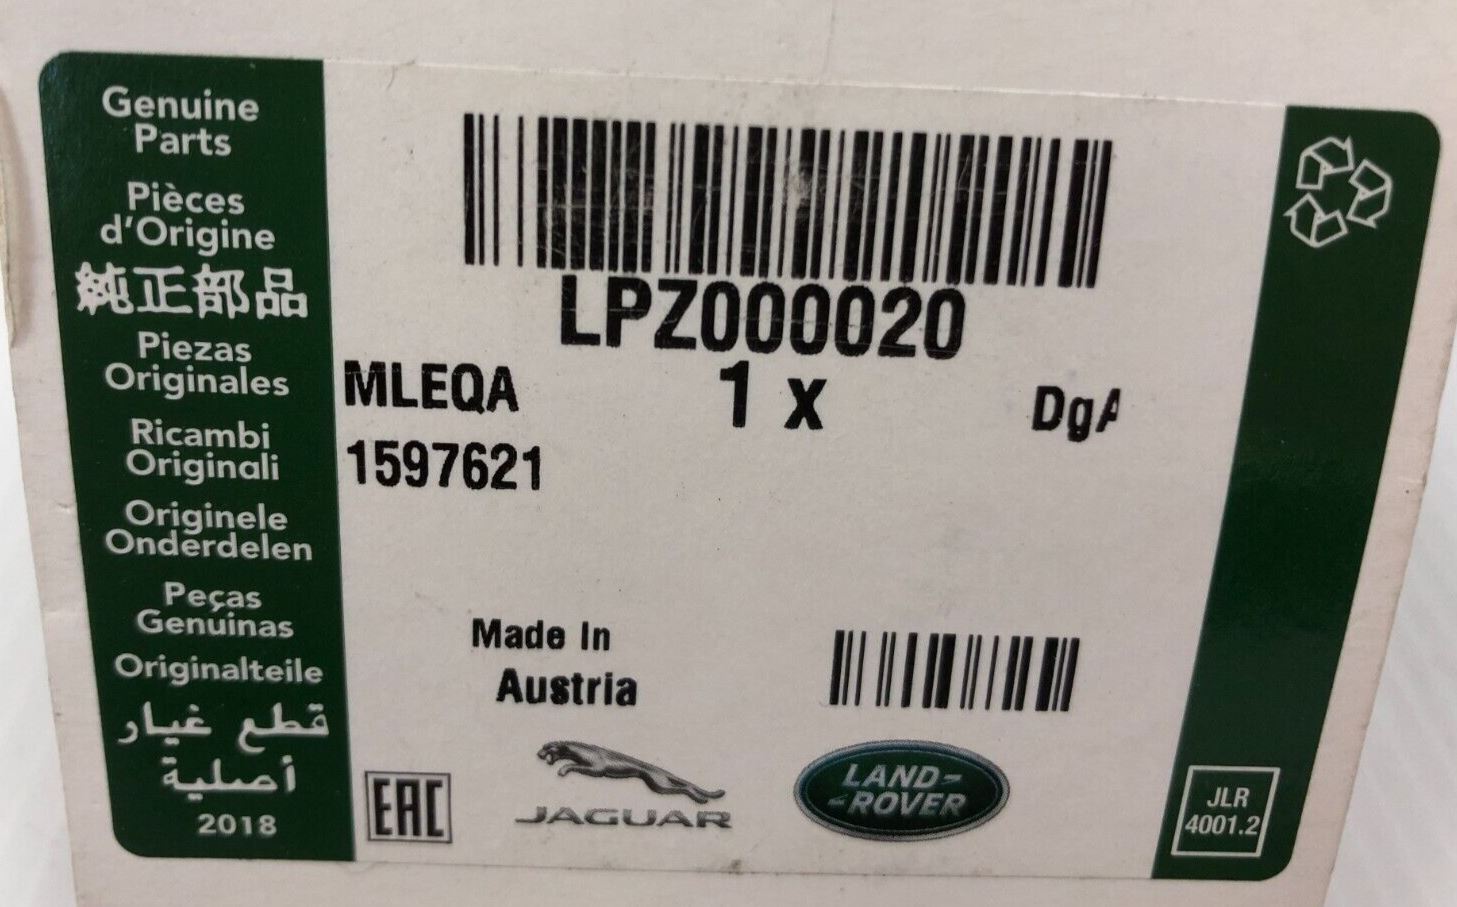 Genuine
Parts
Pièces
d'Origine
純正部品
Piezas
Originales
Ricambi
Originali
Originele
Onderdelen
Peças
Genuinas
Originalteile
قطع غيار
أصلية
2018
LPZ000020
MLEQA
1 x
DgA
1597621
Made In
Austria
EAC
JAGUAR
LAND-
-ROVER
JLR
4001.2